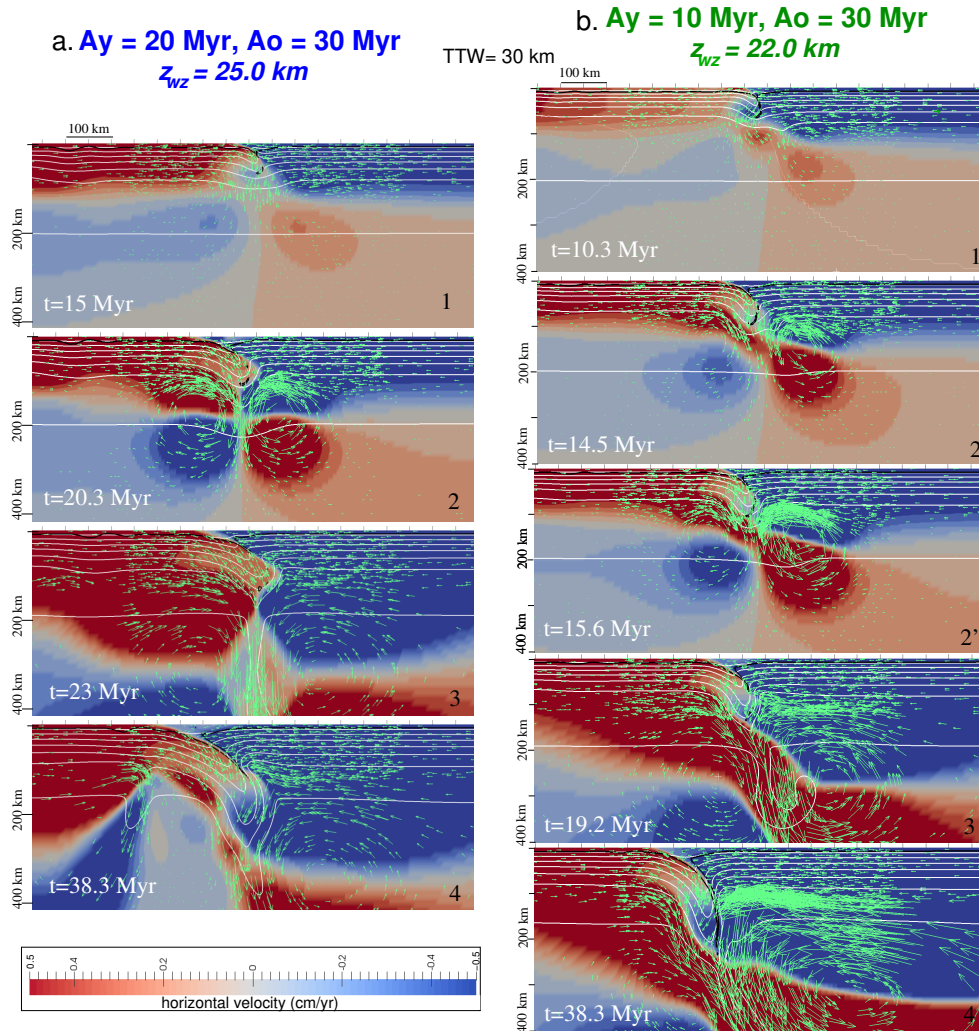 a. Ay = 20 Myr, Ao = 30 Myr
z_wz = 25.0 km
TTW= 30 km
b. Ay = 10 Myr, Ao = 30 Myr
z_wz = 22.0 km
100 km
200 km
400 km
t=15 Myr
1
200 km
400 km
t=20.3 Myr
2
200 km
400 km
t=23 Myr
3
200 km
400 km
t=38.3 Myr
4
0.5
0.4
0.2
0
-0.2
-0.4
-0.5
horizontal velocity (cm/yr)
100 km
200 km
400 km
t=10.3 Myr
1
200 km
400 km
t=14.5 Myr
2
200 km
400 km
t=15.6 Myr
2'
200 km
400 km
t=19.2 Myr
3
200 km
400 km
t=38.3 Myr
4